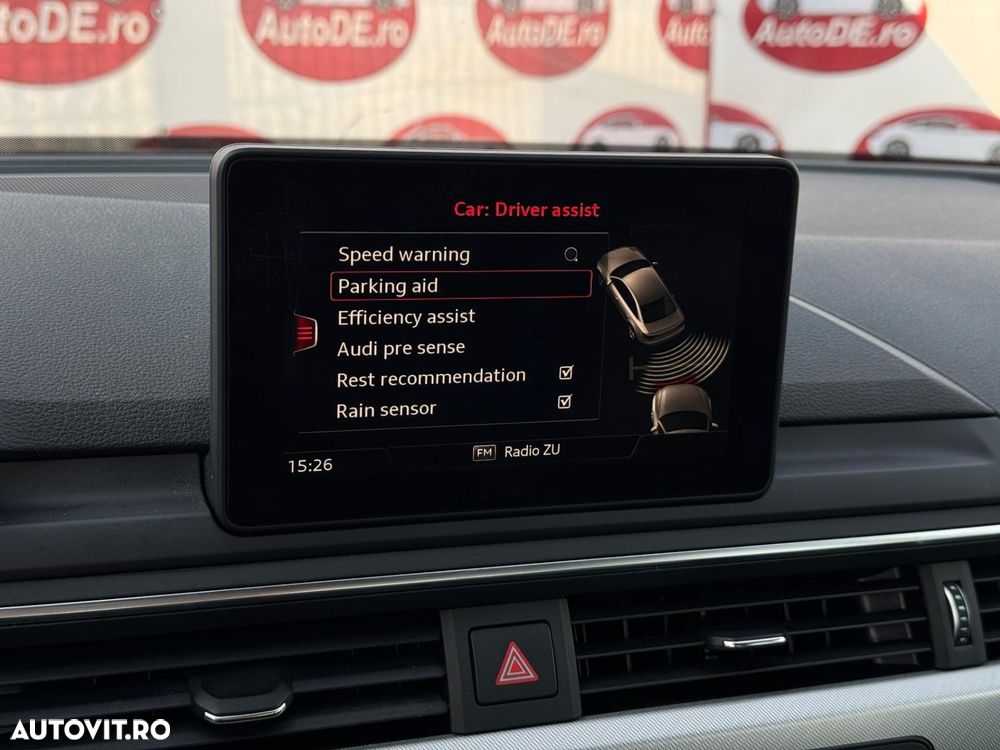 AutoDE.ro
AutoDE.ro
AutoDE.ro
AutoDE.ro
Car: Driver assist
Speed warning
Parking aid
Efficiency assist
Audi pre sense
Rest recommendation
Rain sensor
FM Radio ZU
15:26
AUTOVIT.RO